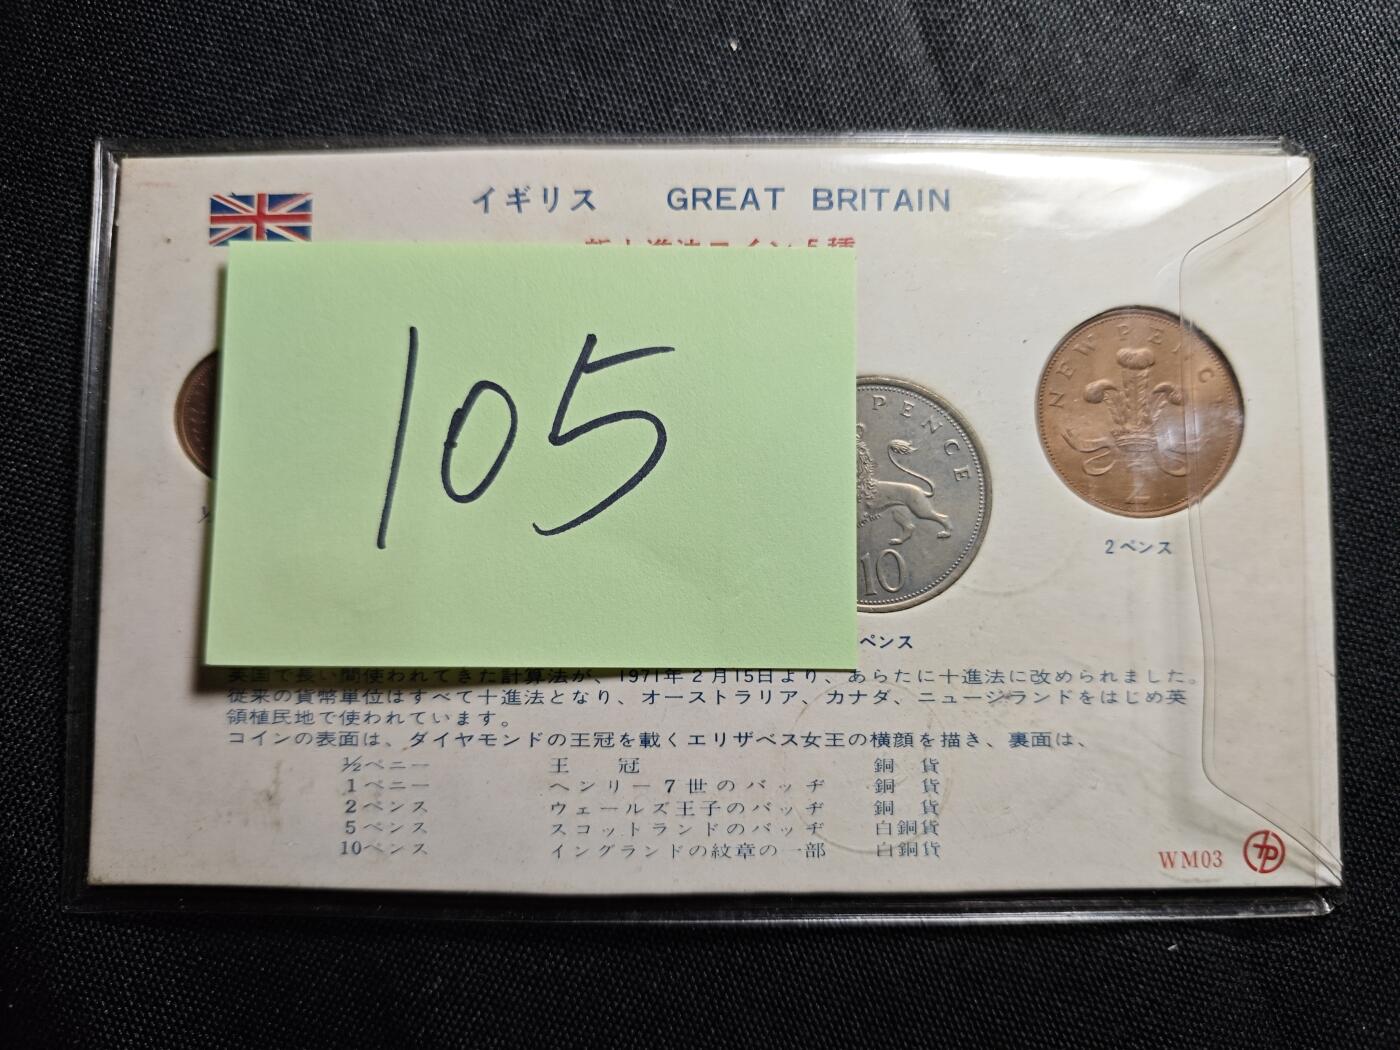 イギリス GREAT BRITAIN
新十進法コイン5種
105
NEW PENC
PENCE
10
2
2ペンス
ペンス
英国で長い間使われてきた計算法が、1971年2月15日より、あらたに十進法に改められました。
従来の貨幣単位はすべて十進法となり、オーストラリア、カナダ、ニュージランドをはじめ英
領植民地で使われています。
コインの表面は、ダイヤモンドの王冠を載くエリザベス女王の横顔を描き、裏面は、
½ペニー 王冠 銅貨
1ペニー ヘンリー7世のバッヂ 銅貨
2ペンス ウェールズ王子のバッヂ 銅貨
5ペンス スコットランドのバッヂ 白銅貨
10ペンス イングランドの紋章の一部 白銅貨
WM03